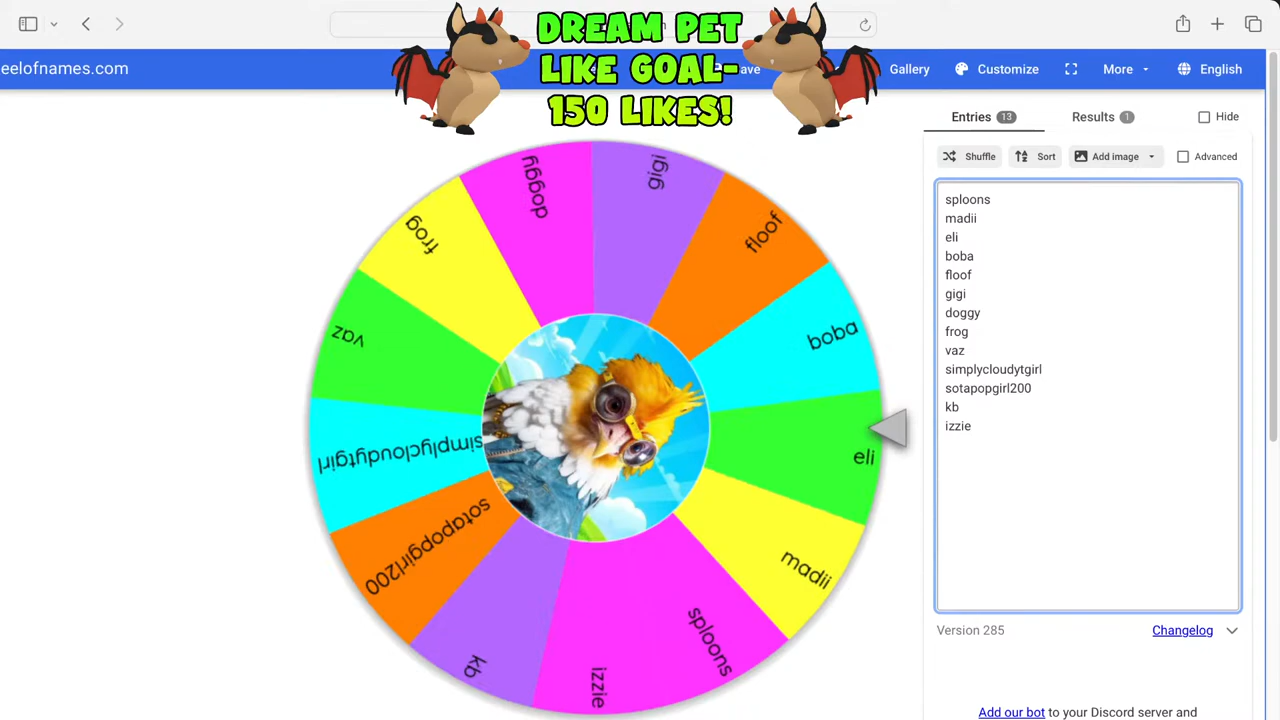 DREAM PET
LIKE GOAL-
150 LIKES!
eelofnames.com
Gallery
Customize
More
English
Entries 13
Results 1
Hide
Shuffle
Sort
Add image
Advanced
sploons
madii
eli
boba
floof
gigi
doggy
frog
vaz
simplycloudytgirl
sotapopgirl200
kb
izzie
gigi
floof
boba
eli
madii
sploons
izzie
kb
sotapopgirl200
simplycloudytgirl
vaz
frog
doggy
Version 285
Changelog
Add our bot to your Discord server and